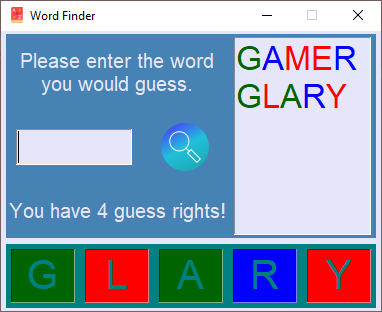 Word Finder
Please enter the word
you would guess.
You have 4 guess rights!
GAMER
GLARY
G L A R Y